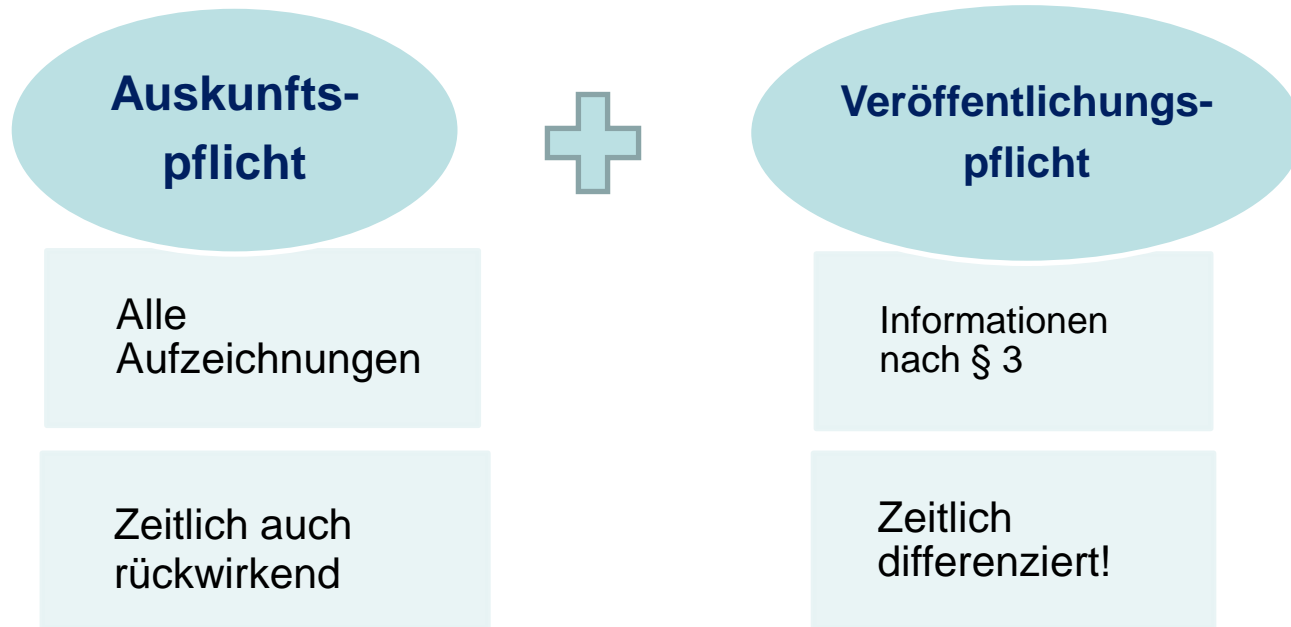 Auskunfts-
pflicht
Alle
Aufzeichnungen
Zeitlich auch
rückwirkend
Veröffentlichungs-
pflicht
Informationen
nach § 3
Zeitlich
differenziert!